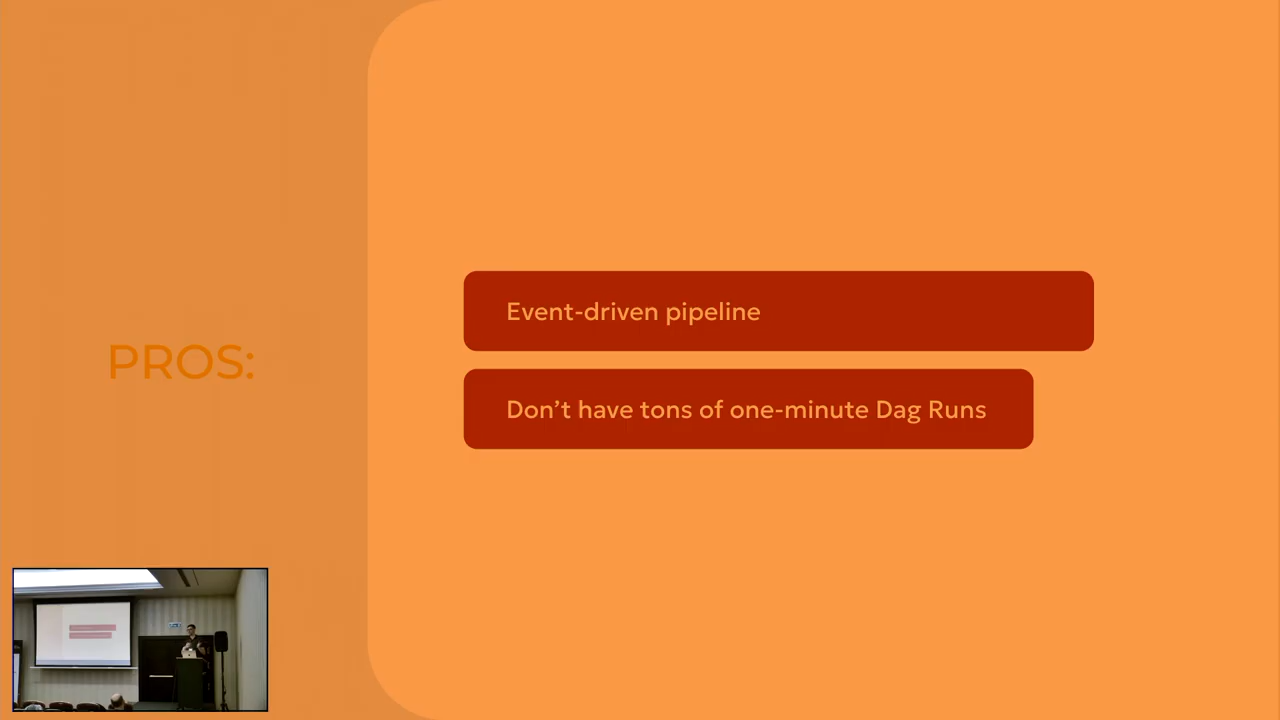 PROS:
Event-driven pipeline
Don’t have tons of one-minute Dag Runs